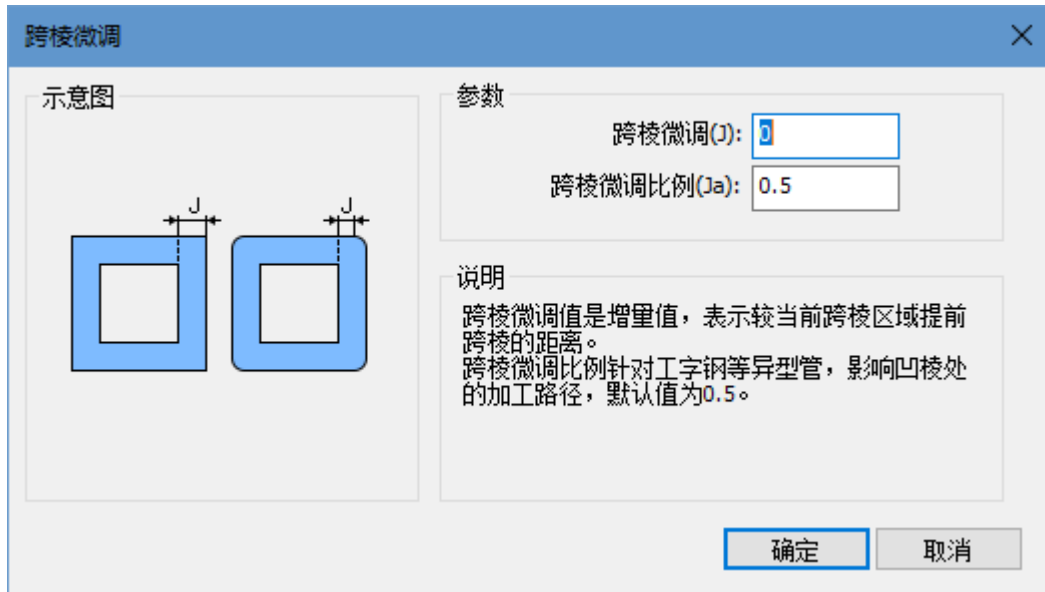 跨棱微调
示意图
J
J
参数
跨棱微调(J): 0
跨棱微调比例(Ja): 0.5
说明
跨棱微调值是增量值，表示较当前跨棱区域提前
跨棱的距离。
跨棱微调比例针对工字钢等异型管，影响凹棱处
的加工路径，默认值为0.5。
确定
取消